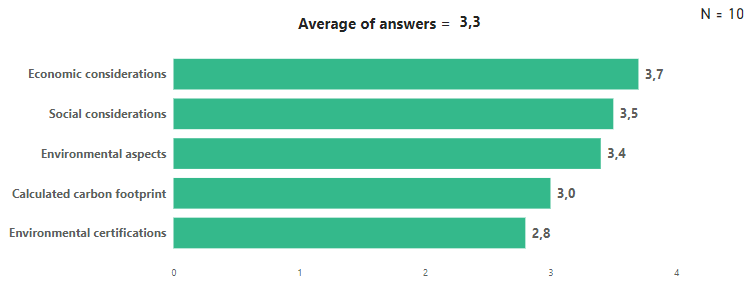 N = 10
Average of answers = 3,3
Economic considerations 3,7
Social considerations 3,5
Environmental aspects 3,4
Calculated carbon footprint 3,0
Environmental certifications 2,8
0 1 2 3 4